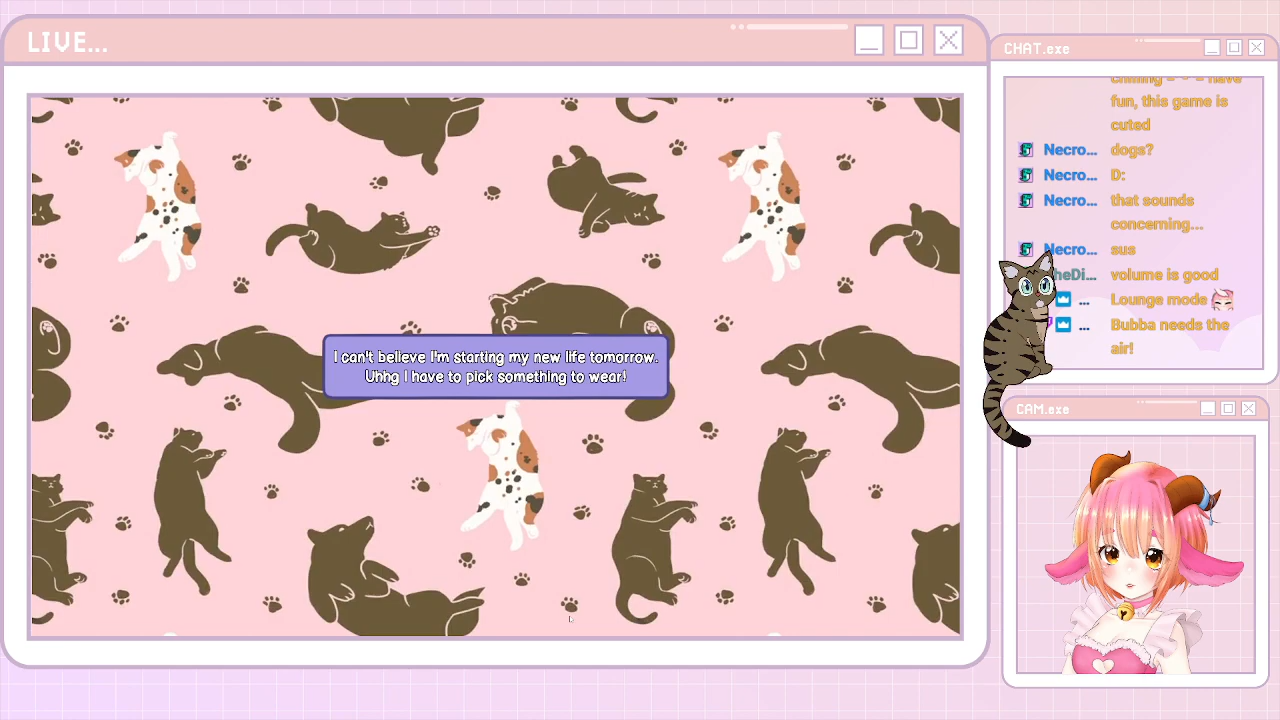 LIVE...
I can't believe I'm starting my new life tomorrow.
Uhhg I have to pick something to wear!
CHAT.exe
fun, this game is
cuted
Necro... dogs?
Necro... D:
Necro... that sounds
concerning...
Necro... sus
heDi... volume is good
... Lounge mode
... Bubba needs the
air!
CAM.exe